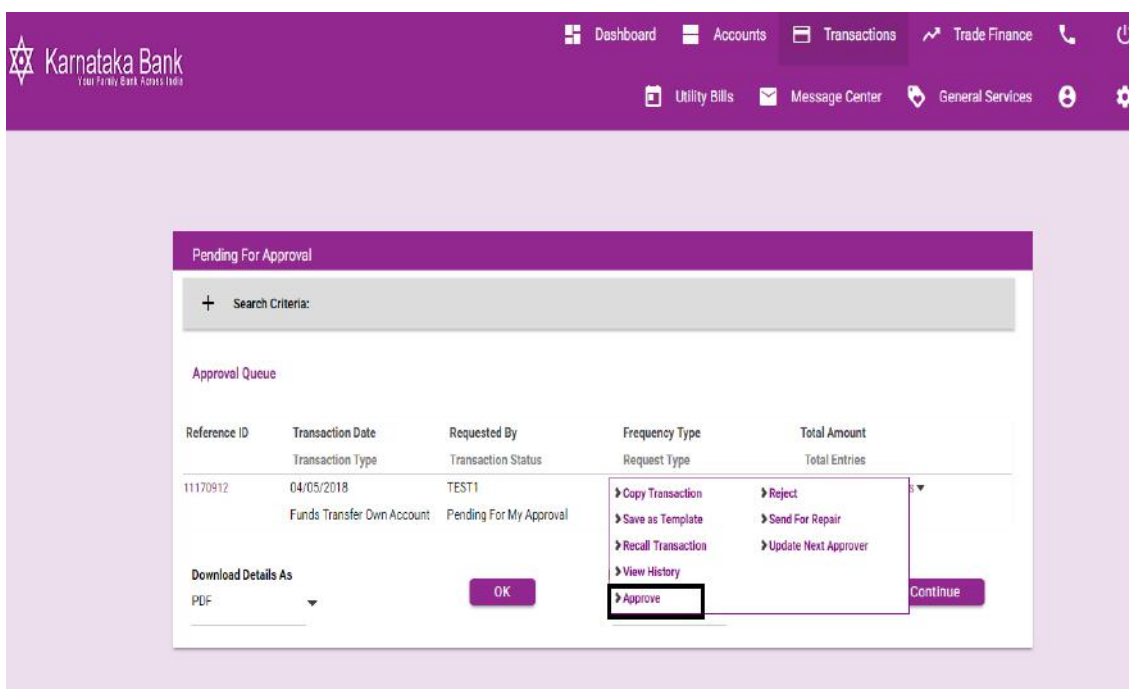 Dashboard Accounts Transactions Trade Finance
Karnataka Bank
Your Family Bank Across India
Utility Bills Message Center General Services
Pending For Approval
+ Search Criteria:
Approval Queue
Reference ID Transaction Date Requested By Frequency Type Total Amount
Transaction Type Transaction Status Request Type Total Entries
11170912 04/05/2018 TEST1
Funds Transfer Own Account Pending For My Approval
Copy Transaction Reject
Save as Template Send For Repair
Recall Transaction Update Next Approver
View History
Approve
Download Details As
PDF
OK
Continue